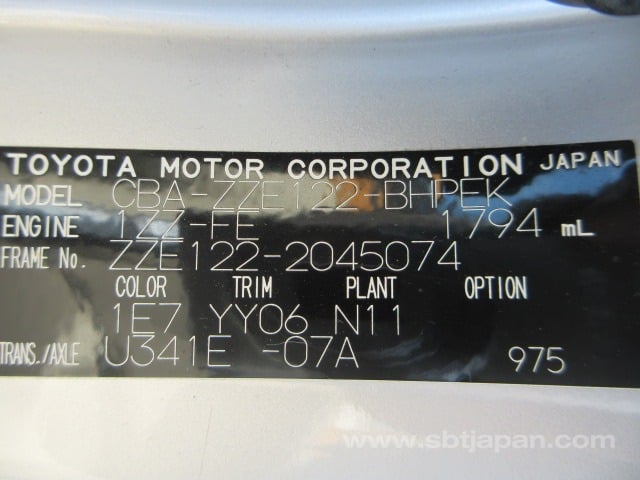 TOYOTA MOTOR CORPORATION JAPAN
MODEL CBA-ZZE122-BHPEK
ENGINE 1ZZ-FE 1794 mL
FRAME No. ZZE122-2045074
COLOR TRIM PLANT OPTION
1E7 YY06 N11
TRANS./AXLE U341E -07A 975
www.sbtjapan.com